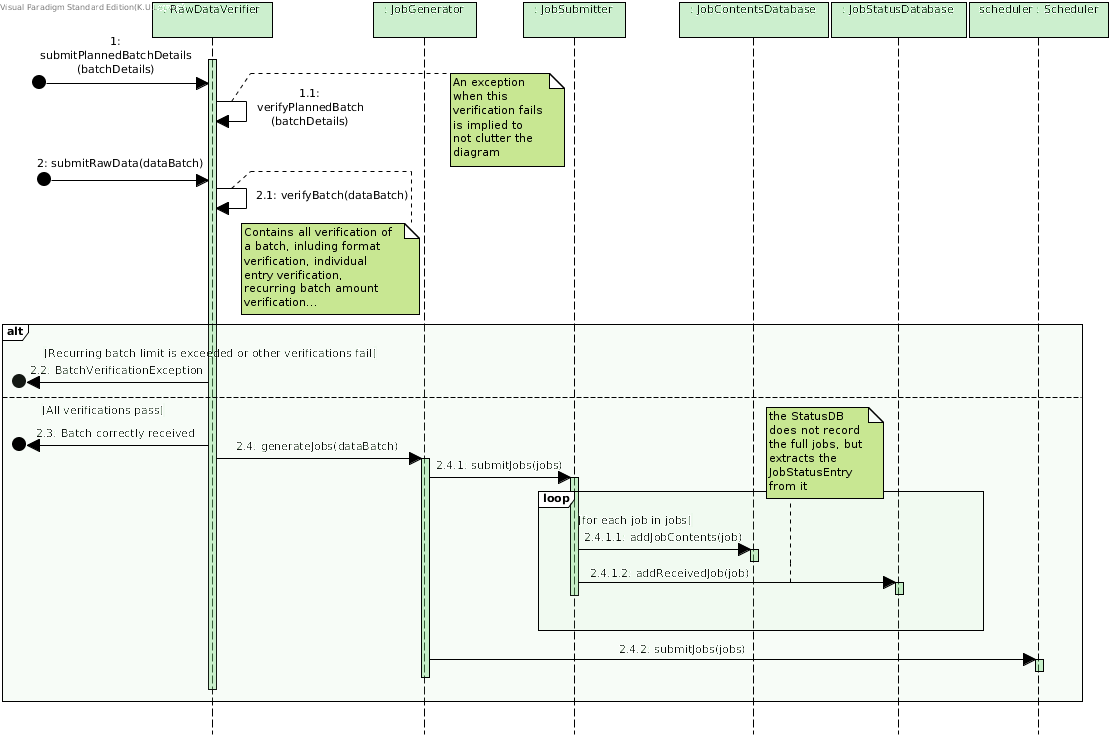 Visual Paradigm Standard Edition(K.U
: RawDataVerifier
: JobGenerator
: JobSubmitter
: JobContentsDatabase
: JobStatusDatabase
scheduler : Scheduler
1:
submitPlannedBatchDetails
(batchDetails)
1.1:
verifyPlannedBatch
(batchDetails)
An exception
when this
verification fails
is implied to
not clutter the
diagram
2: submitRawData(dataBatch)
2.1: verifyBatch(dataBatch)
Contains all verification of
a batch, inluding format
verification, individual
entry verification,
recurring batch amount
verification...
alt
[Recurring batch limit is exceeded or other verifications fail]
2.2. BatchVerificationException
[All verifications pass]
2.3. Batch correctly received
2.4. generateJobs(dataBatch)
the StatusDB
does not record
the full jobs, but
extracts the
JobStatusEntry
from it
2.4.1. submitJobs(jobs)
loop
[for each job in jobs]
2.4.1.1. addJobContents(job)
2.4.1.2. addReceivedJob(job)
2.4.2. submitJobs(jobs)